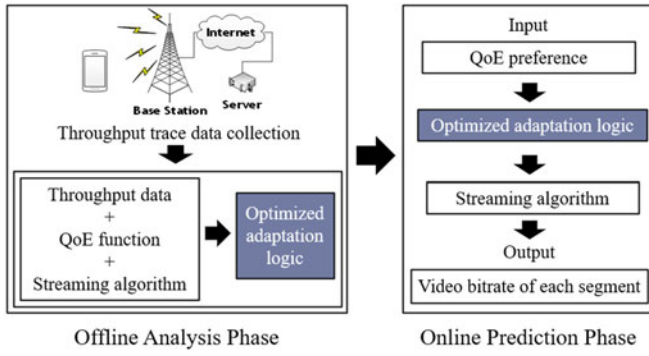 Internet
Base Station
Server
Throughput trace data collection
Throughput data
+
QoE function
+
Streaming algorithm
Optimized
adaptation
logic
Offline Analysis Phase
Input
QoE preference
Optimized adaptation logic
Streaming algorithm
Output
Video bitrate of each segment
Online Prediction Phase